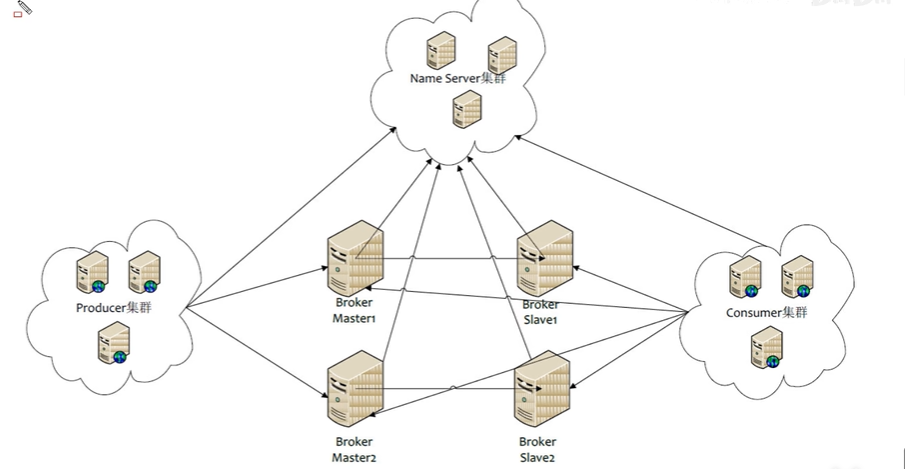 Name Server集群
Producer集群
Broker
Master1
Broker
Slave1
Consumer集群
Broker
Master2
Broker
Slave2